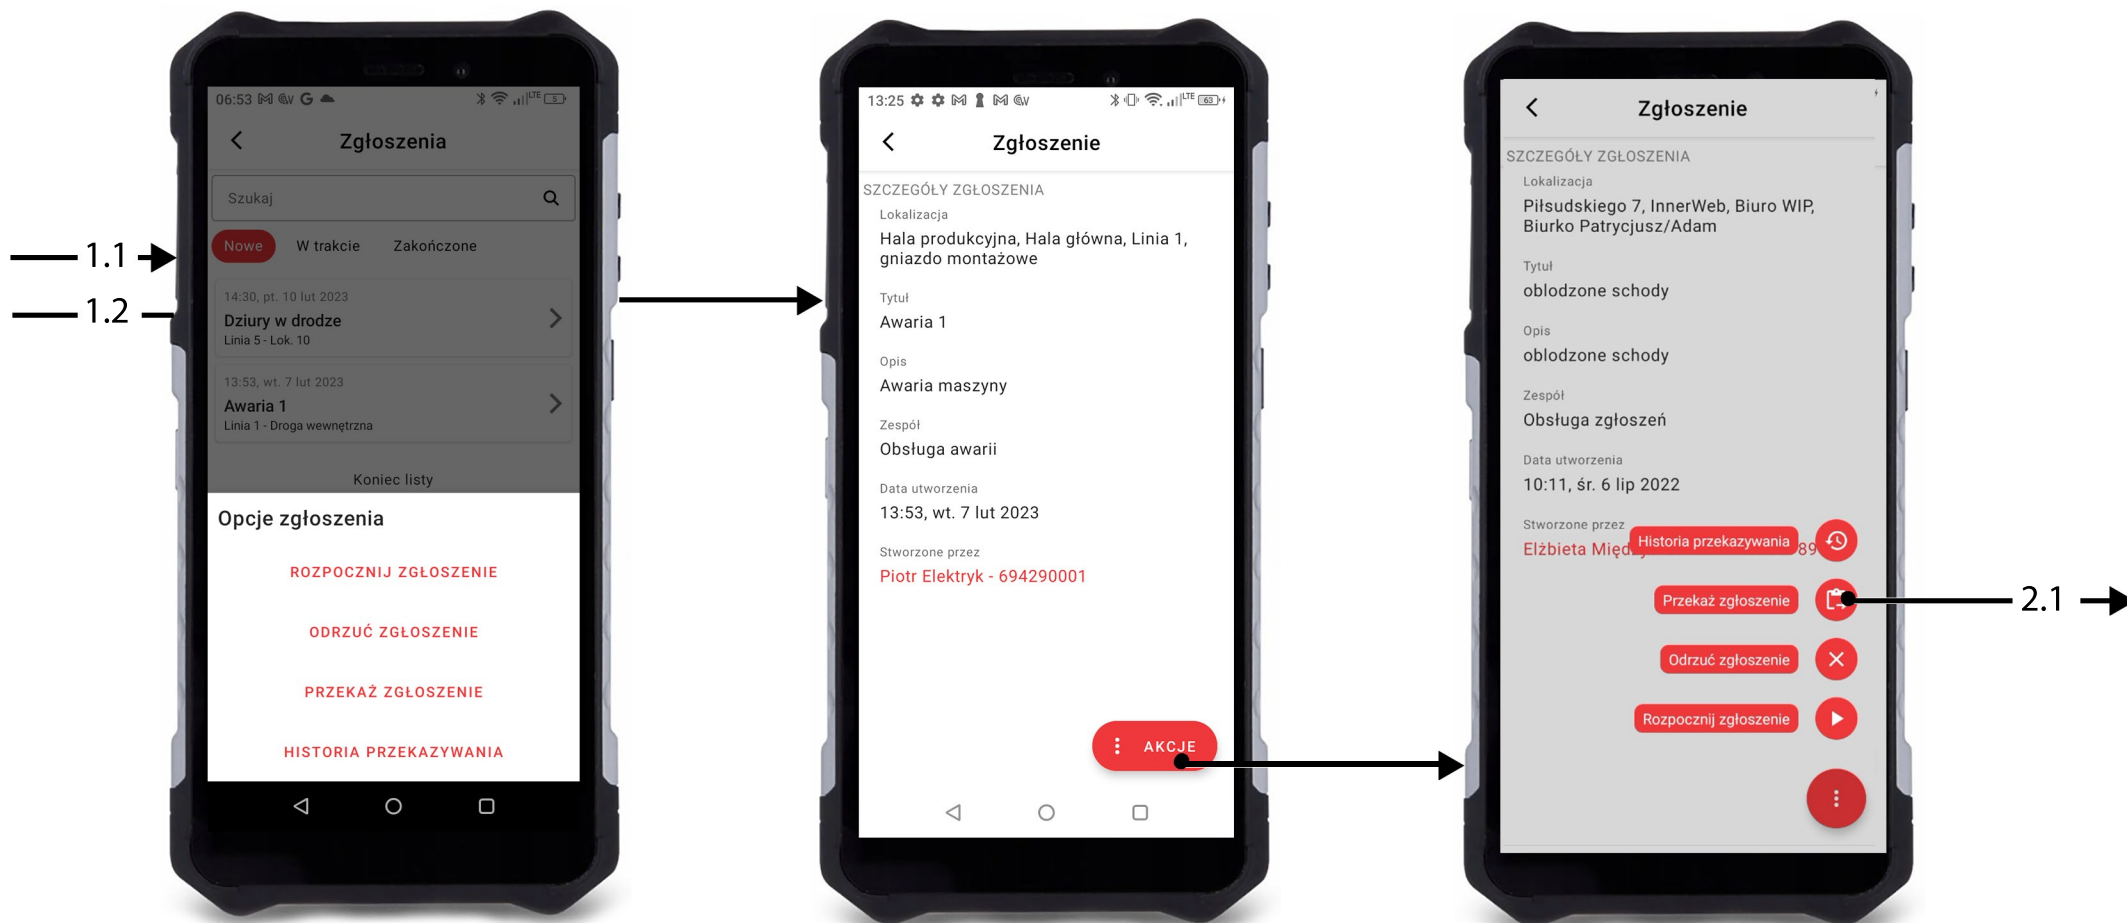 1.1
1.2
06:53
LTE
5
Zgłoszenia
Szukaj
Nowe
W trakcie
Zakończone
14:30, pt. 10 lut 2023
Dziury w drodze
Linia 5 - Lok. 10
13:53, wt. 7 lut 2023
Awaria 1
Linia 1 - Droga wewnętrzna
Koniec listy
Opcje zgłoszenia
ROZPOCZNIJ ZGŁOSZENIE
ODRZUĆ ZGŁOSZENIE
PRZEKAŻ ZGŁOSZENIE
HISTORIA PRZEKAZYWANIA
13:25
LTE
63
Zgłoszenie
SZCZEGÓŁY ZGŁOSZENIA
Lokalizacja
Hala produkcyjna, Hala główna, Linia 1,
gniazdo montażowe
Tytuł
Awaria 1
Opis
Awaria maszyny
Zespół
Obsługa awarii
Data utworzenia
13:53, wt. 7 lut 2023
Stworzone przez
Piotr Elektryk - 694290001
AKCJE
Zgłoszenie
SZCZEGÓŁY ZGŁOSZENIA
Lokalizacja
Piłsudskiego 7, InnerWeb, Biuro WIP,
Biurko Patrycjusz/Adam
Tytuł
oblodzone schody
Opis
oblodzone schody
Zespół
Obsługa zgłoszeń
Data utworzenia
10:11, śr. 6 lip 2022
Stworzone przez
Elżbieta
Historia przekazywania
89
Przekaż zgłoszenie
2.1
Odrzuć zgłoszenie
Rozpocznij zgłoszenie